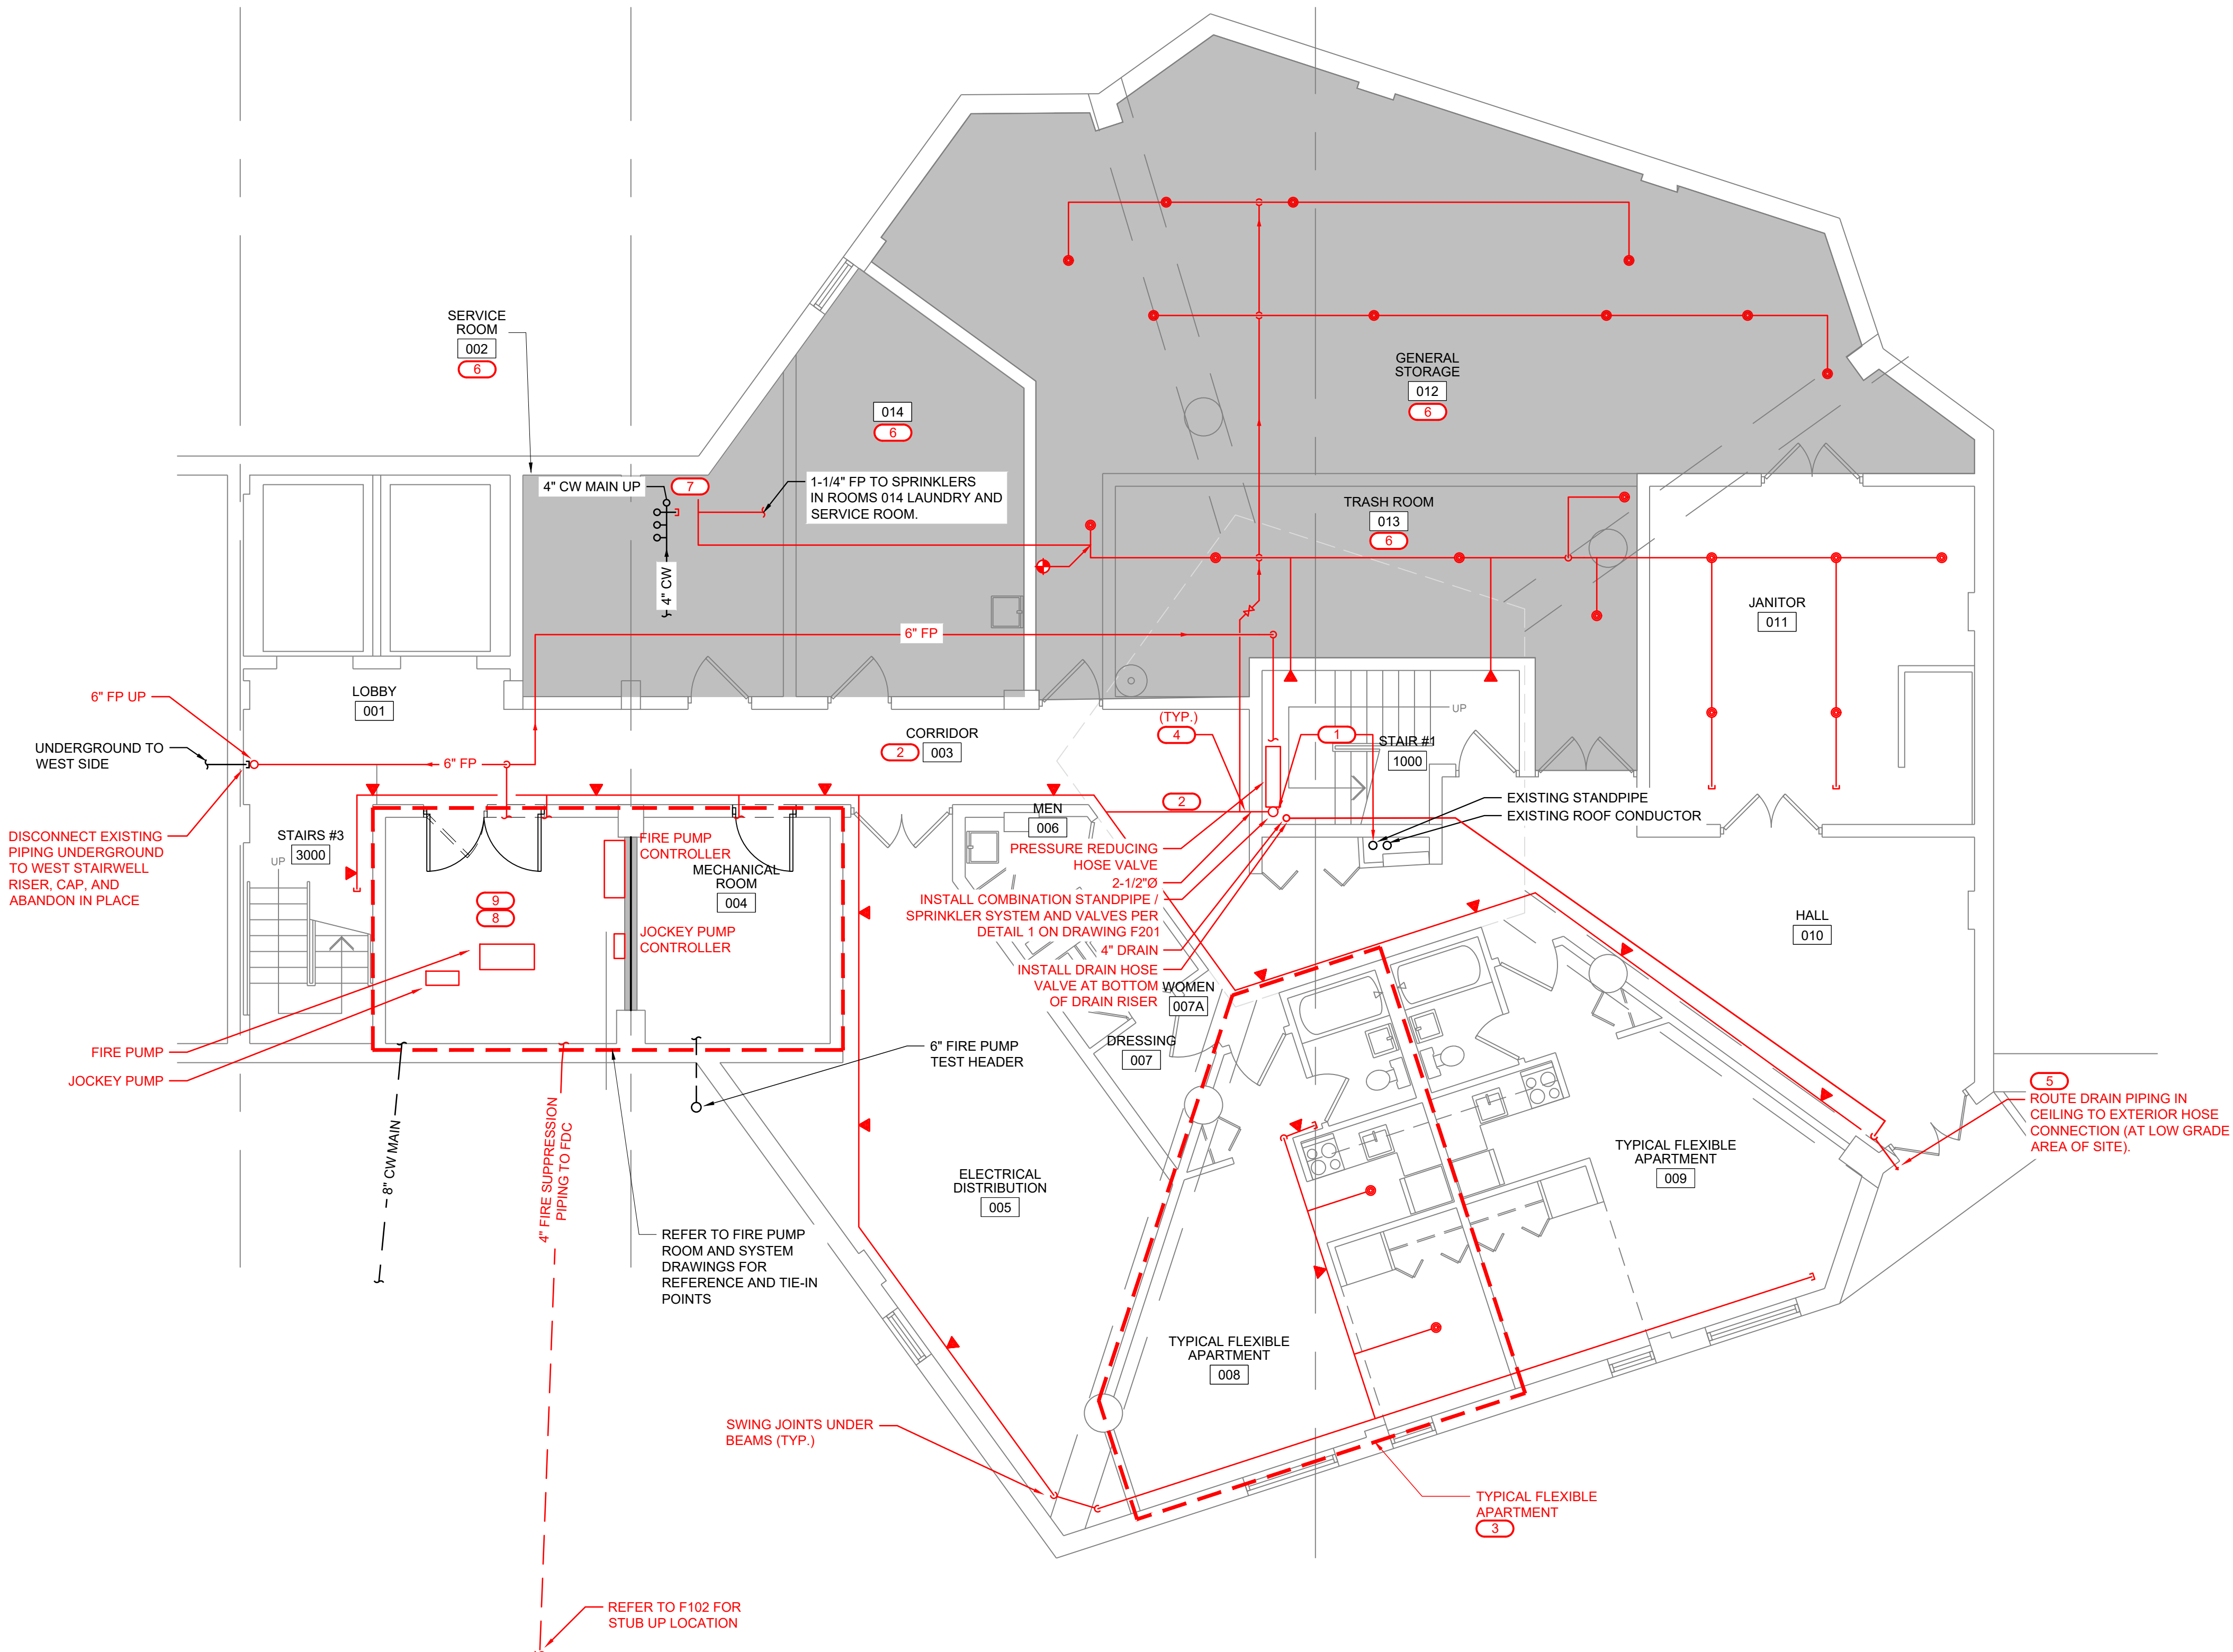 SERVICE
ROOM
002
6
014
6
GENERAL
STORAGE
012
6
4" CW MAIN UP
7
1-1/4" FP TO SPRINKLERS
IN ROOMS 014 LAUNDRY AND
SERVICE ROOM.
4" CW
TRASH ROOM
013
6
JANITOR
011
6" FP
6" FP UP
LOBBY
001
UNDERGROUND TO
WEST SIDE
6" FP
CORRIDOR
2
003
(TYP.)
4
1
UP
STAIR #1
1000
DISCONNECT EXISTING
PIPING UNDERGROUND
TO WEST STAIRWELL
RISER, CAP, AND
ABANDON IN PLACE
STAIRS #3
3000
UP
FIRE PUMP
CONTROLLER
MECHANICAL
ROOM
004
9
8
JOCKEY PUMP
CONTROLLER
MEN
006
2
EXISTING STANDPIPE
EXISTING ROOF CONDUCTOR
PRESSURE REDUCING
HOSE VALVE
2-1/2"Ø
INSTALL COMBINATION STANDPIPE /
SPRINKLER SYSTEM AND VALVES PER
DETAIL 1 ON DRAWING F201
4" DRAIN
INSTALL DRAIN HOSE
VALVE AT BOTTOM
OF DRAIN RISER
WOMEN
007A
DRESSING
007
HALL
010
FIRE PUMP
JOCKEY PUMP
6" FIRE PUMP
TEST HEADER
5
ROUTE DRAIN PIPING IN
CEILING TO EXTERIOR HOSE
CONNECTION (AT LOW GRADE
AREA OF SITE).
8" CW MAIN
4" FIRE SUPPRESSION
PIPING TO FDC
ELECTRICAL
DISTRIBUTION
005
TYPICAL FLEXIBLE
APARTMENT
009
REFER TO FIRE PUMP
ROOM AND SYSTEM
DRAWINGS FOR
REFERENCE AND TIE-IN
POINTS
TYPICAL FLEXIBLE
APARTMENT
008
SWING JOINTS UNDER
BEAMS (TYP.)
TYPICAL FLEXIBLE
APARTMENT
3
REFER TO F102 FOR
STUB UP LOCATION